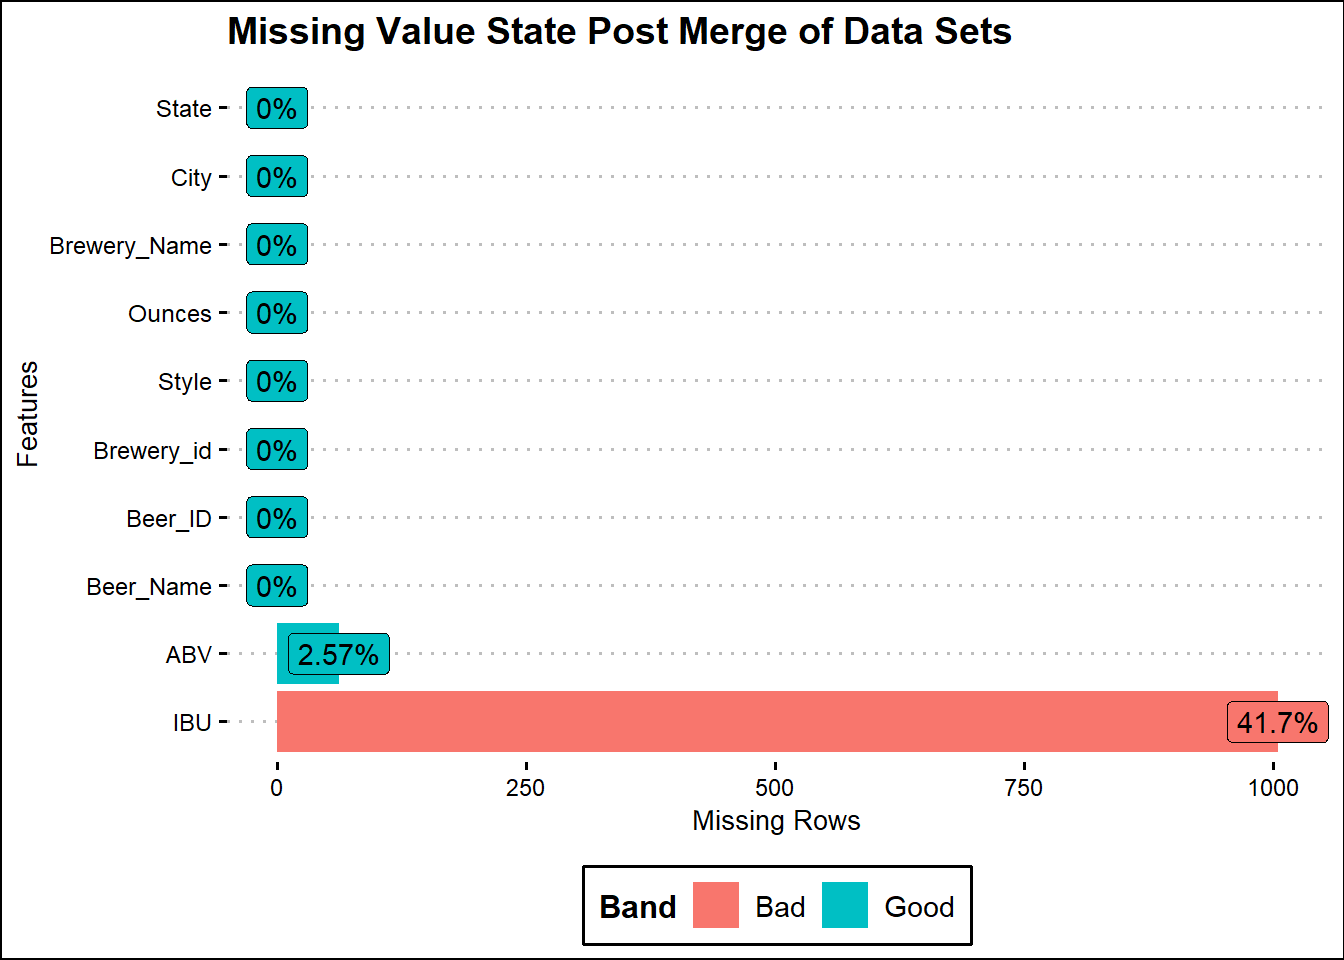 Missing Value State Post Merge of Data Sets
State 0%
City 0%
Brewery_Name 0%
Ounces 0%
Style 0%
Brewery_id 0%
Beer_ID 0%
Beer_Name 0%
ABV 2.57%
IBU 41.7%
Features
0 250 500 750 1000
Missing Rows
Band Bad Good